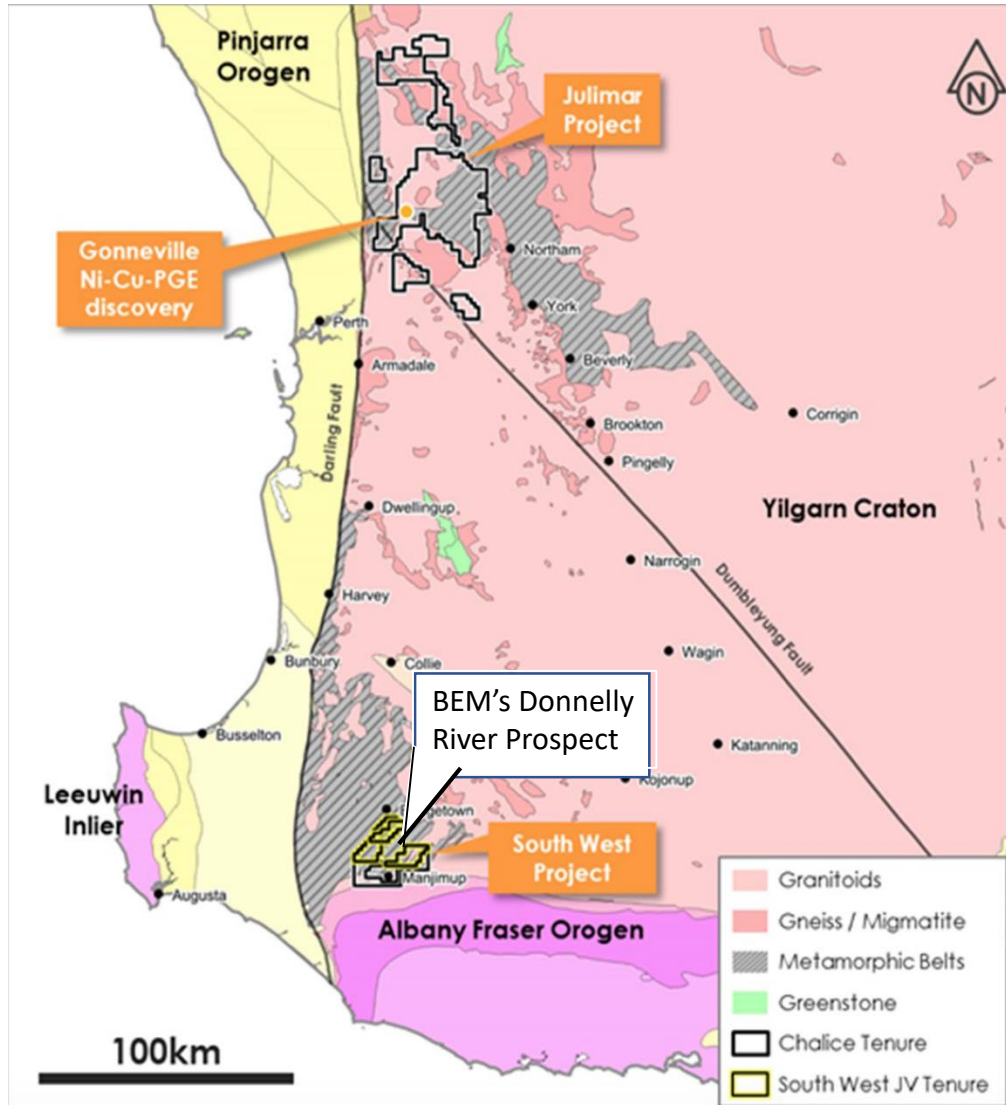 Pinjarra
Orogen
N
Julimar
Project
Gonneville
Ni-Cu-PGE
discovery
Northam
York
Perth
Beverly
Armadale
Darling Fault
Corrigin
Brookton
Pingelly
Dwellingup
Yilgarn Craton
Narrogin
Dumbleyung Fault
Harvey
Wagin
Bunbury
Collie
BEM's Donnelly
River Prospect
Busselton
Katanning
Kojonup
Leeuwin
Inlier
South West
Project
Manjimup
Augusta
Albany Fraser Orogen
Granitoids
Gneiss / Migmatite
Metamorphic Belts
Greenstone
Chalice Tenure
South West JV Tenure
100km